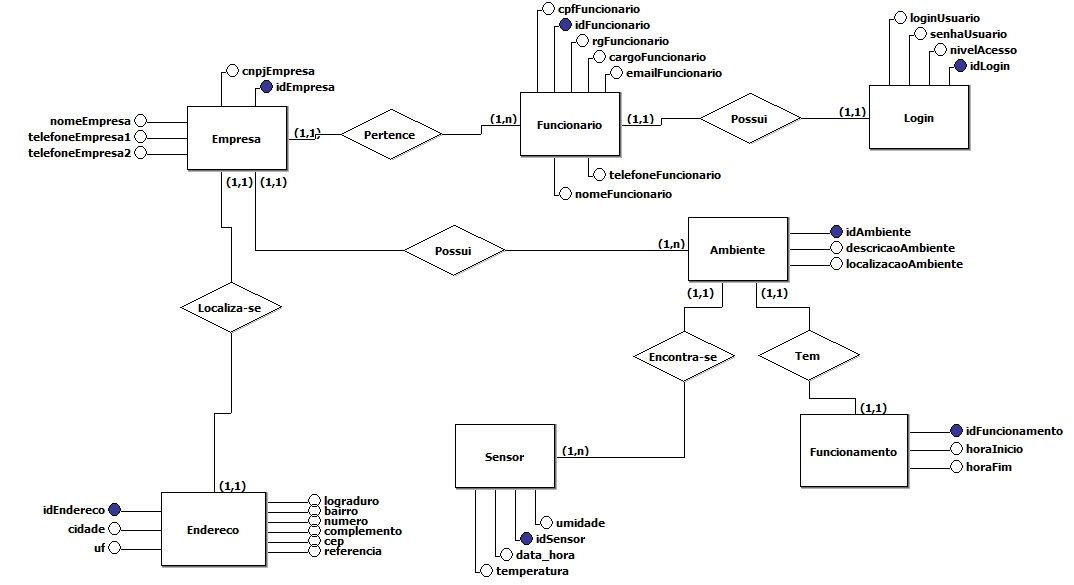 cpfFuncionario
idFuncionario
rgFuncionario
cargoFuncionario
emailFuncionario
loginUsuario
senhaUsuario
nivelAcesso
idLogin
cnpjEmpresa
idEmpresa
nomeEmpresa
telefoneEmpresa1
telefoneEmpresa2
Empresa
(1,1)
Pertence
(1,n)
Funcionario
(1,1)
Possui
(1,1)
Login
telefoneFuncionario
nomeFuncionario
(1,1)
(1,1)
Possui
(1,n)
Ambiente
idAmbiente
descricaoAmbiente
localizacaoAmbiente
(1,1)
(1,1)
Localiza-se
Encontra-se
Tem
(1,1)
Funcionamento
idFuncionamento
horaInicio
horaFim
Sensor
(1,n)
umidade
idSensor
data_hora
temperatura
(1,1)
Endereco
idEndereco
cidade
uf
lograduro
bairro
numero
complemento
cep
referencia